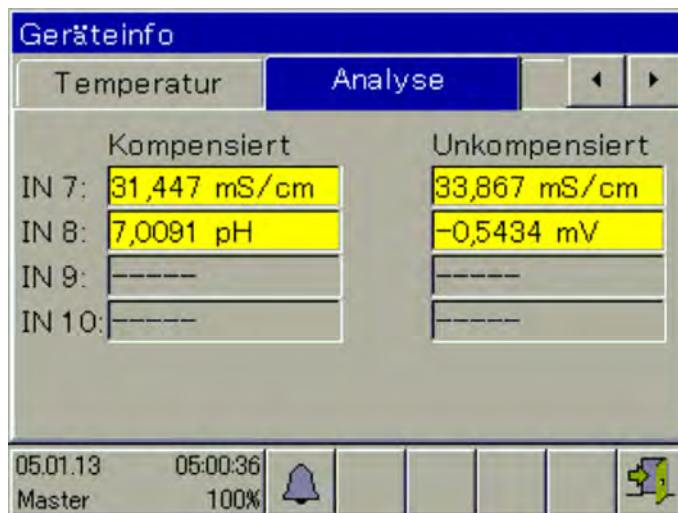 Geräteinfo
Temperatur Analyse
Kompensiert Unkompensiert
IN 7: 31,447 mS/cm 33,867 mS/cm
IN 8: 7,0091 pH -0,5434 mV
IN 9: ----- -----
IN 10: ----- -----
05.01.13 05:00:36
Master 100%